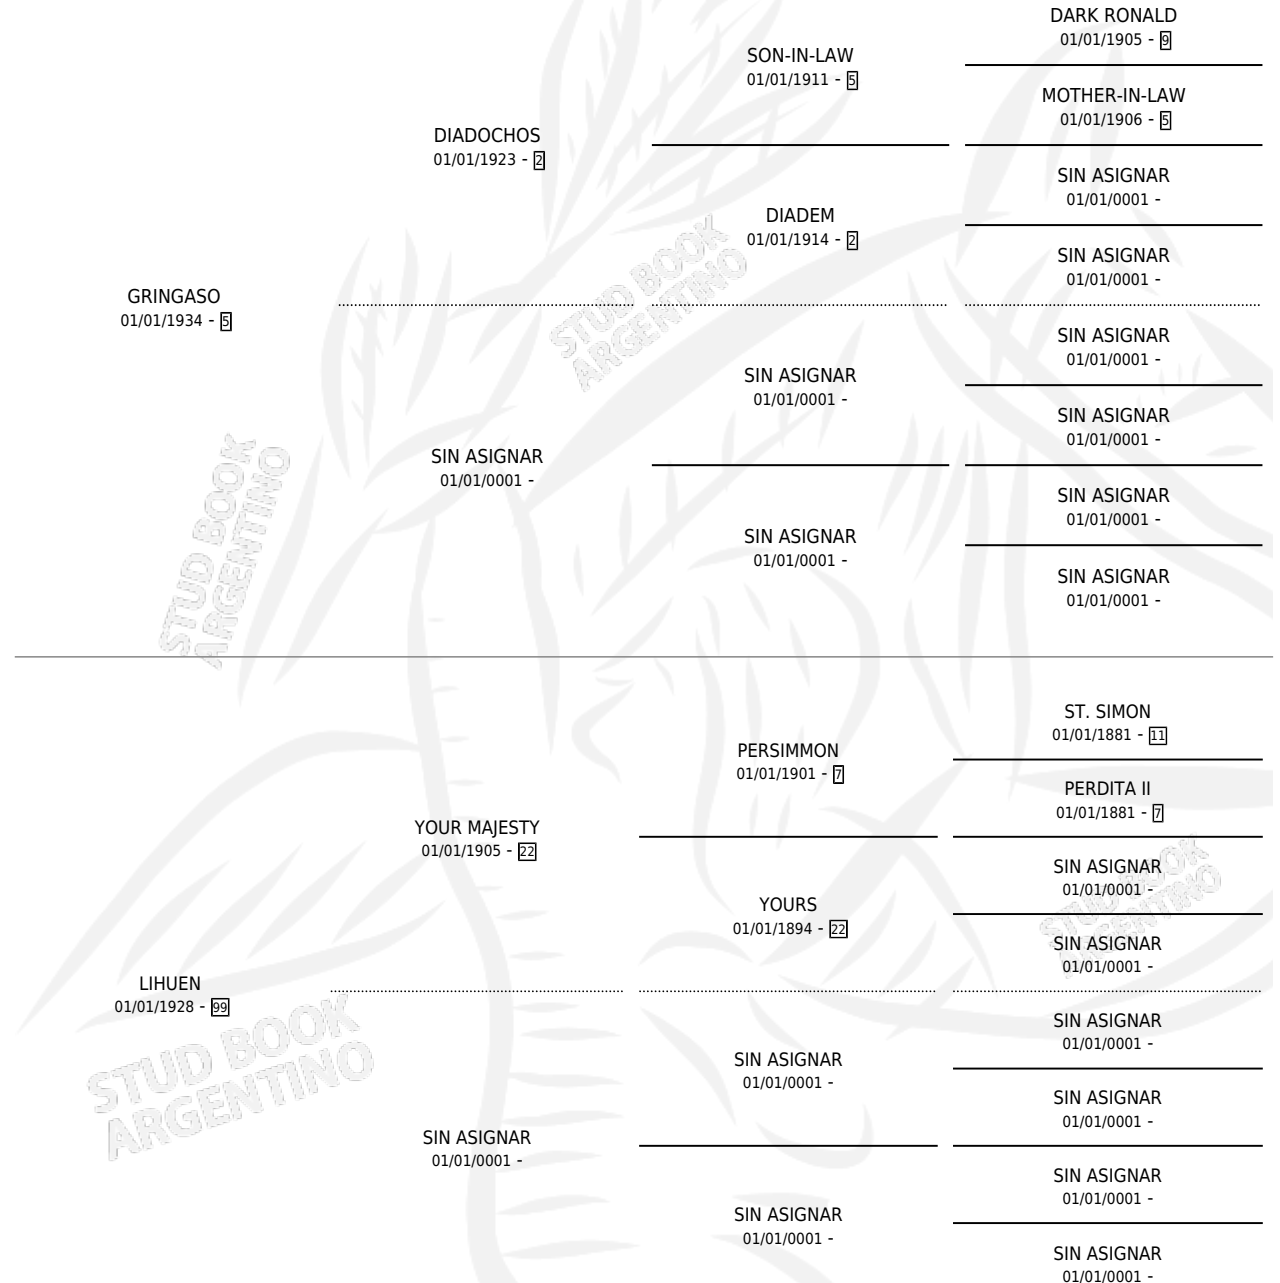 DARK RONALD
01/01/1905 - 9
SON-IN-LAW
01/01/1911 - 5
MOTHER-IN-LAW
01/01/1906 - 5
DIADOCHOS
01/01/1923 - 2
SIN ASIGNAR
01/01/0001 -
DIADEM
01/01/1914 - 2
SIN ASIGNAR
01/01/0001 -
GRINGASO
01/01/1934 - 5
SIN ASIGNAR
01/01/0001 -
SIN ASIGNAR
01/01/0001 -
SIN ASIGNAR
01/01/0001 -
SIN ASIGNAR
01/01/0001 -
SIN ASIGNAR
01/01/0001 -
SIN ASIGNAR
01/01/0001 -
SIN ASIGNAR
01/01/0001 -
STUD BOOK
ARGENTINO
STUD BOOK
ARGENTINO
ST. SIMON
01/01/1881 - 11
PERSIMMON
01/01/1901 - 7
PERDITA II
01/01/1881 - 7
YOUR MAJESTY
01/01/1905 - 22
SIN ASIGNAR
01/01/0001 -
YOURS
01/01/1894 - 22
SIN ASIGNAR
01/01/0001 -
LIHUEN
01/01/1928 - 99
SIN ASIGNAR
01/01/0001 -
SIN ASIGNAR
01/01/0001 -
SIN ASIGNAR
01/01/0001 -
SIN ASIGNAR
01/01/0001 -
SIN ASIGNAR
01/01/0001 -
SIN ASIGNAR
01/01/0001 -
SIN ASIGNAR
01/01/0001 -
STUD BOOK
ARGENTINO
STUD BOOK
ARGENTINO